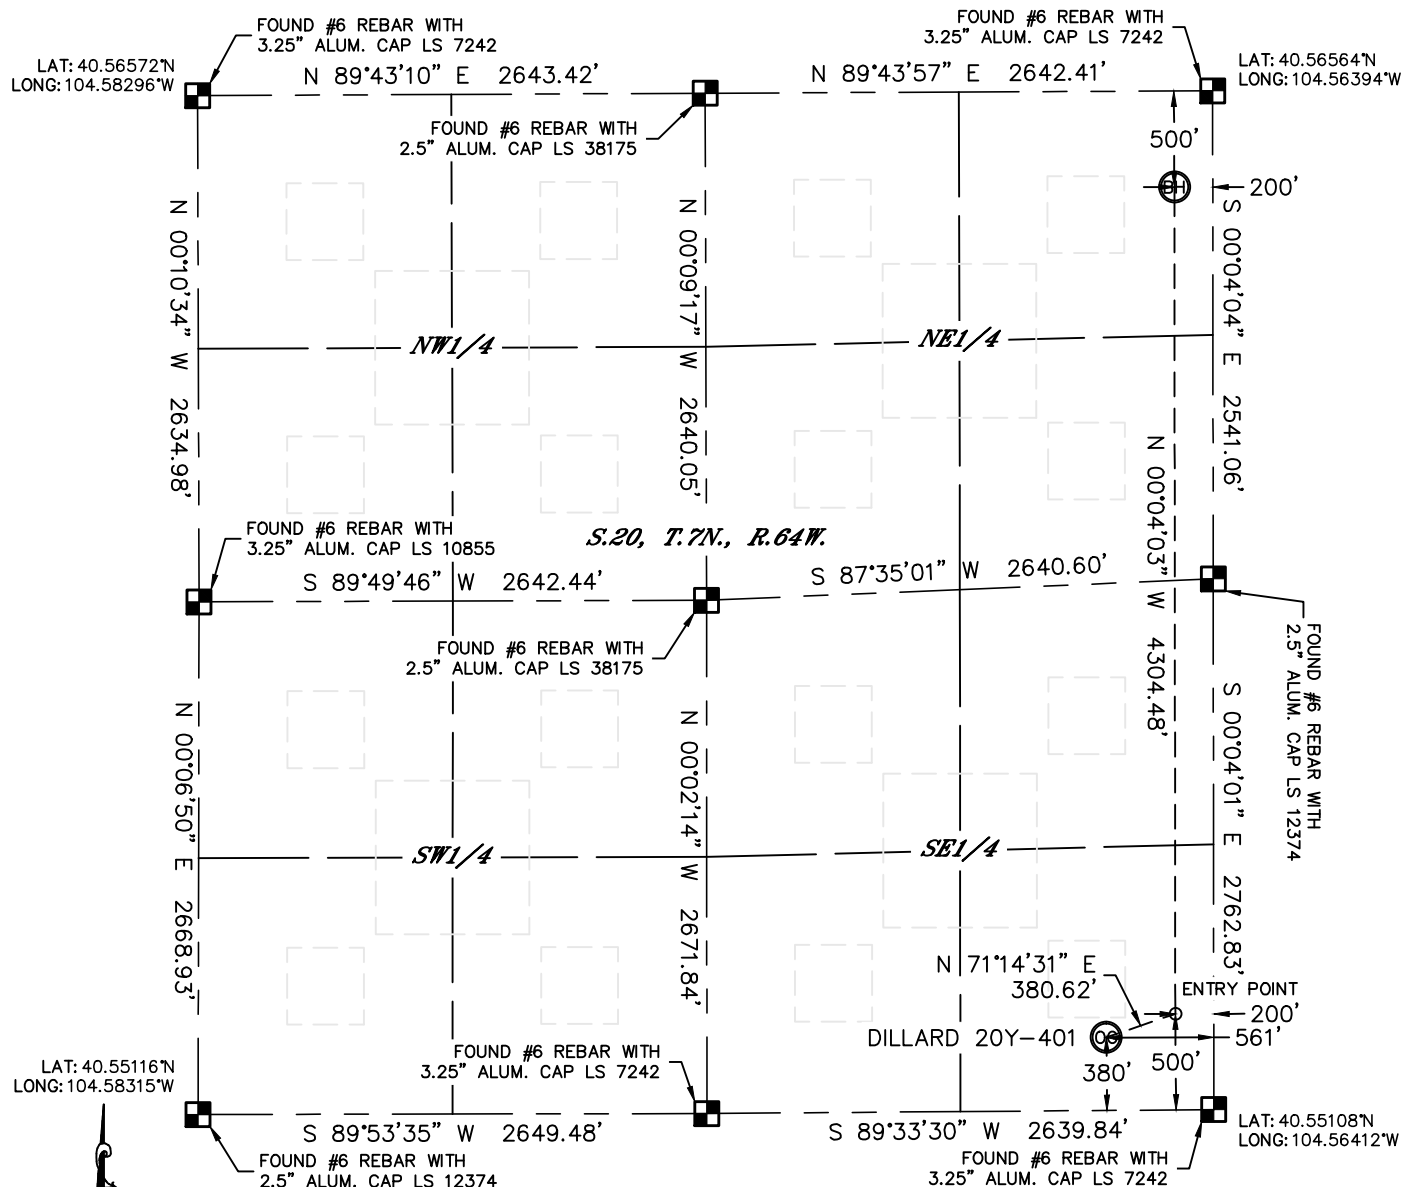 FOUND #6 REBAR WITH
3.25" ALUM. CAP LS 7242
FOUND #6 REBAR WITH
3.25" ALUM. CAP LS 7242
LAT: 40.56572°N
LONG: 104.58296°W
N 89°43'10" E 2643.42'
N 89°43'57" E 2642.41'
LAT: 40.56564°N
LONG: 104.56394°W
FOUND #6 REBAR WITH
2.5" ALUM. CAP LS 38175
500'
BH
200'
N 00°10'34" W 2634.98'
N 00°09'17" W 2640.05'
S 00°04'04" E 2541.06'
NW1/4
NE1/4
N 00°04'03" W 4304.48'
FOUND #6 REBAR WITH
3.25" ALUM. CAP LS 10855
S.20, T.7N., R.64W.
S 89°49'46" W 2642.44'
S 87°35'01" W 2640.60'
FOUND #6 REBAR WITH
2.5" ALUM. CAP LS 38175
FOUND #6 REBAR WITH
2.5" ALUM. CAP LS 12374
N 00°06'50" E 2668.93'
N 00°02'14" W 2671.84'
S 00°04'01" E 2762.83'
SW1/4
SE1/4
N 71°14'31" E
380.62'
ENTRY POINT
200'
DILLARD 20Y-401
OG
561'
380'
500'
LAT: 40.55116°N
LONG: 104.58315°W
FOUND #6 REBAR WITH
3.25" ALUM. CAP LS 7242
S 89°53'35" W 2649.48'
S 89°33'30" W 2639.84'
LAT: 40.55108°N
LONG: 104.56412°W
FOUND #6 REBAR WITH
2.5" ALUM. CAP LS 12374
FOUND #6 REBAR WITH
3.25" ALUM. CAP LS 7242